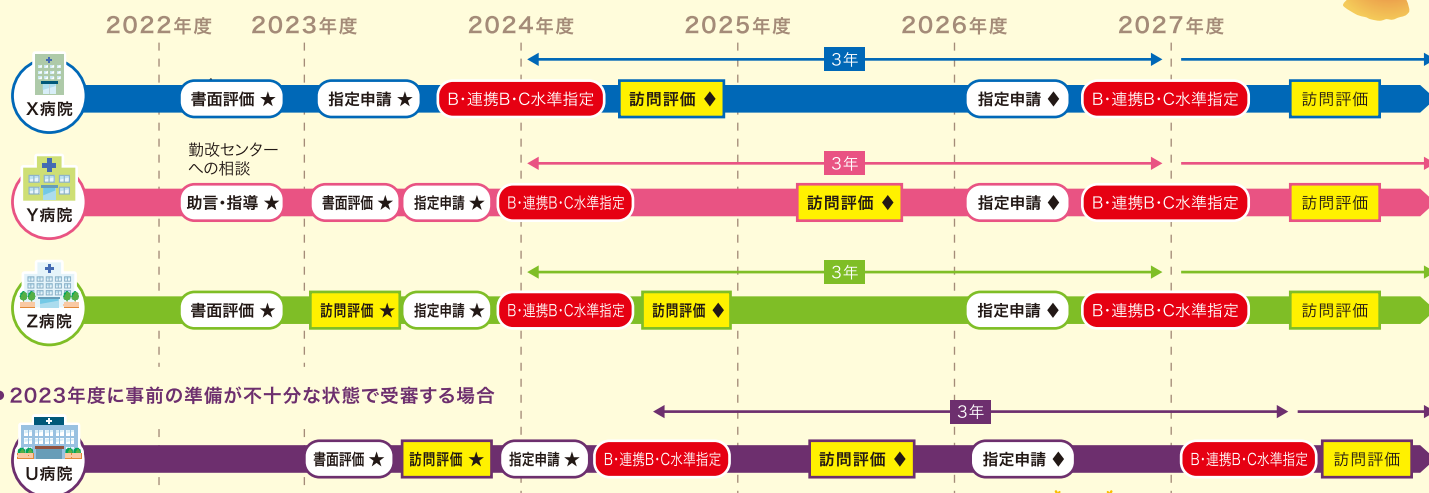 2022年度 2023年度 2024年度 2025年度 2026年度 2027年度
3年
X病院 書面評価★ 指定申請★ B・連携B・C水準指定 訪問評価♦ 指定申請♦ B・連携B・C水準指定 訪問評価
勤改センター
への相談
3年
Y病院 助言・指導★ 書面評価★ 指定申請★ B・連携B・C水準指定 訪問評価♦ 指定申請♦ B・連携B・C水準指定 訪問評価
3年
Z病院 書面評価★ 訪問評価★ 指定申請★ B・連携B・C水準指定 訪問評価♦ 指定申請♦ B・連携B・C水準指定 訪問評価
2023年度に事前の準備が不十分な状態で受審する場合
3年
U病院 書面評価★ 訪問評価★ 指定申請★ B・連携B・C水準指定 訪問評価♦ 指定申請♦ B・連携B・C水準指定 訪問評価